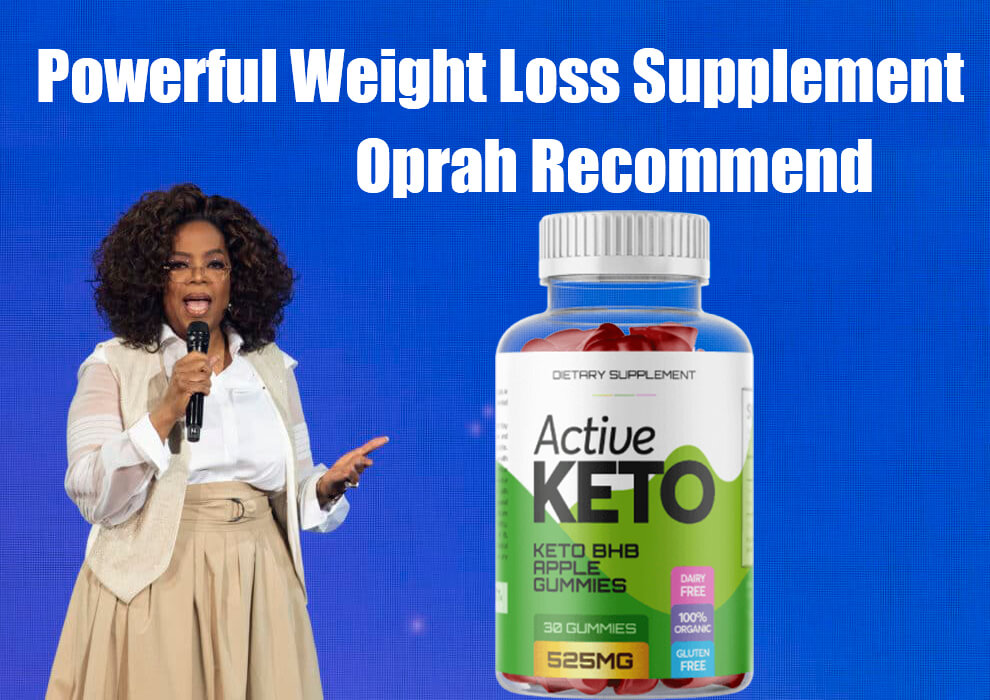 Powerful Weight Loss Supplement
Oprah Recommend
DIETARY SUPPLEMENT
Active
KETO
KETO BHB
APPLE
GUMMIES
30 GUMMIES
525MG
DAIRY
FREE
100%
ORGANIC
GLUTEN
FREE